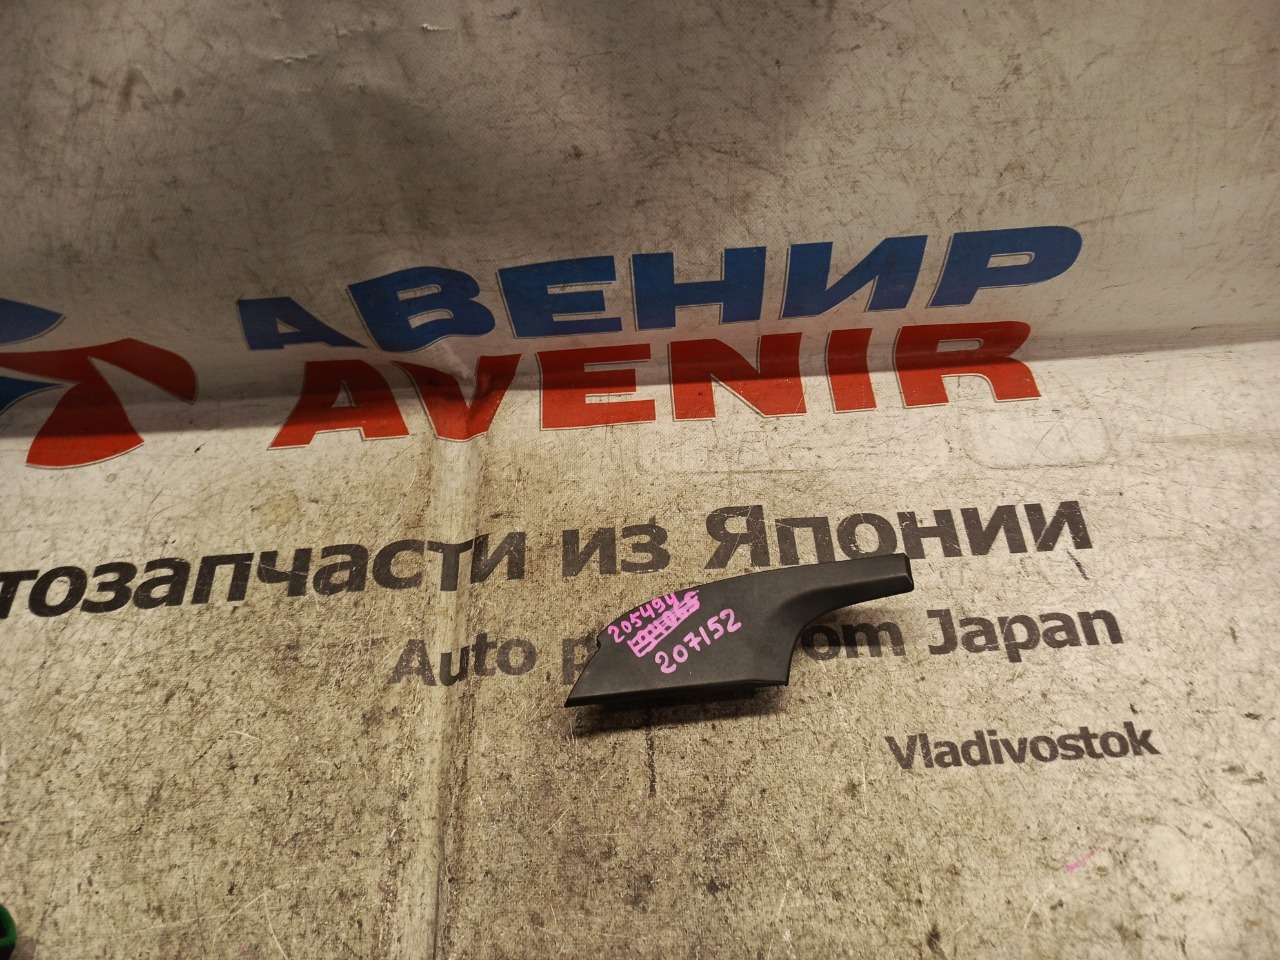 АВЕНИР
AVENIR
тозапчасти из Японии
205494
207152
Auto p om Japan
Vladivostok